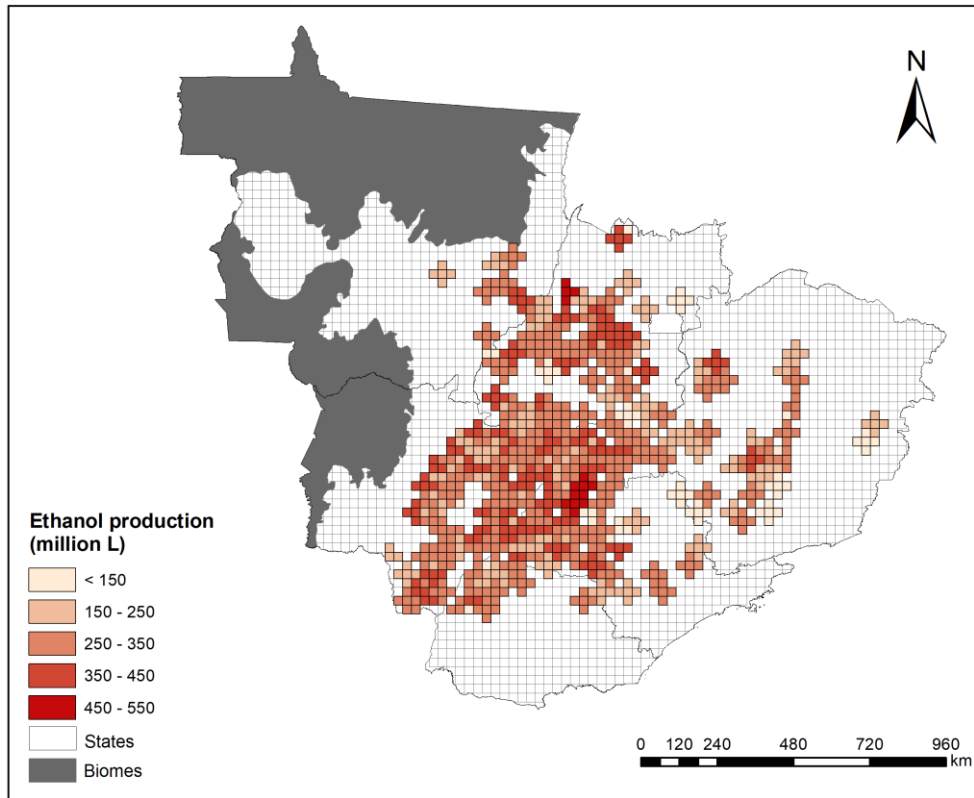 N
Ethanol production
(million L)
< 150
150 - 250
250 - 350
350 - 450
450 - 550
States
Biomes
0 120 240 480 720 960
km